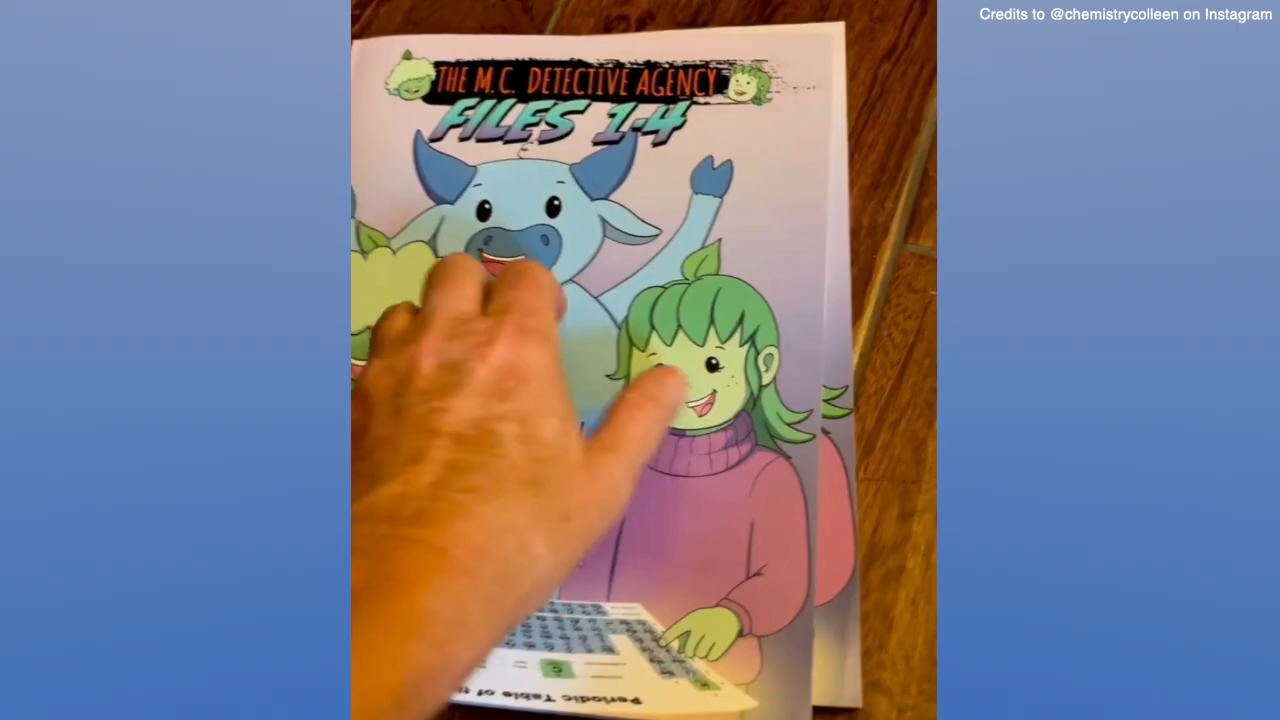 Credits to @chemistrycolleen on Instagram
THE M.C. DETECTIVE AGENCY
FILES 1-4
C
Periodic Table of